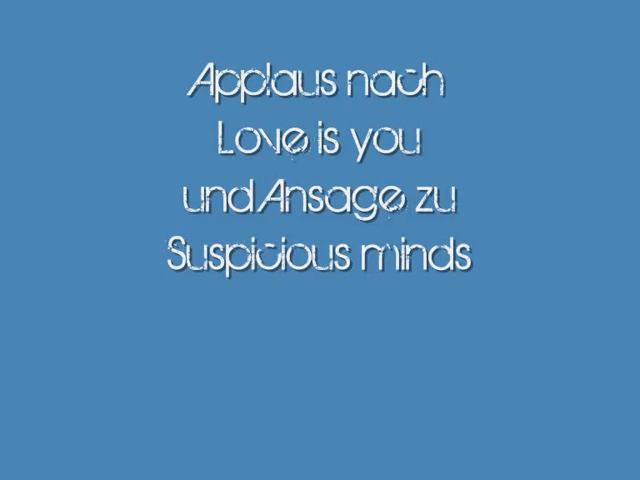 Applaus nach
Love is you
und Ansage zu
Suspicious minds